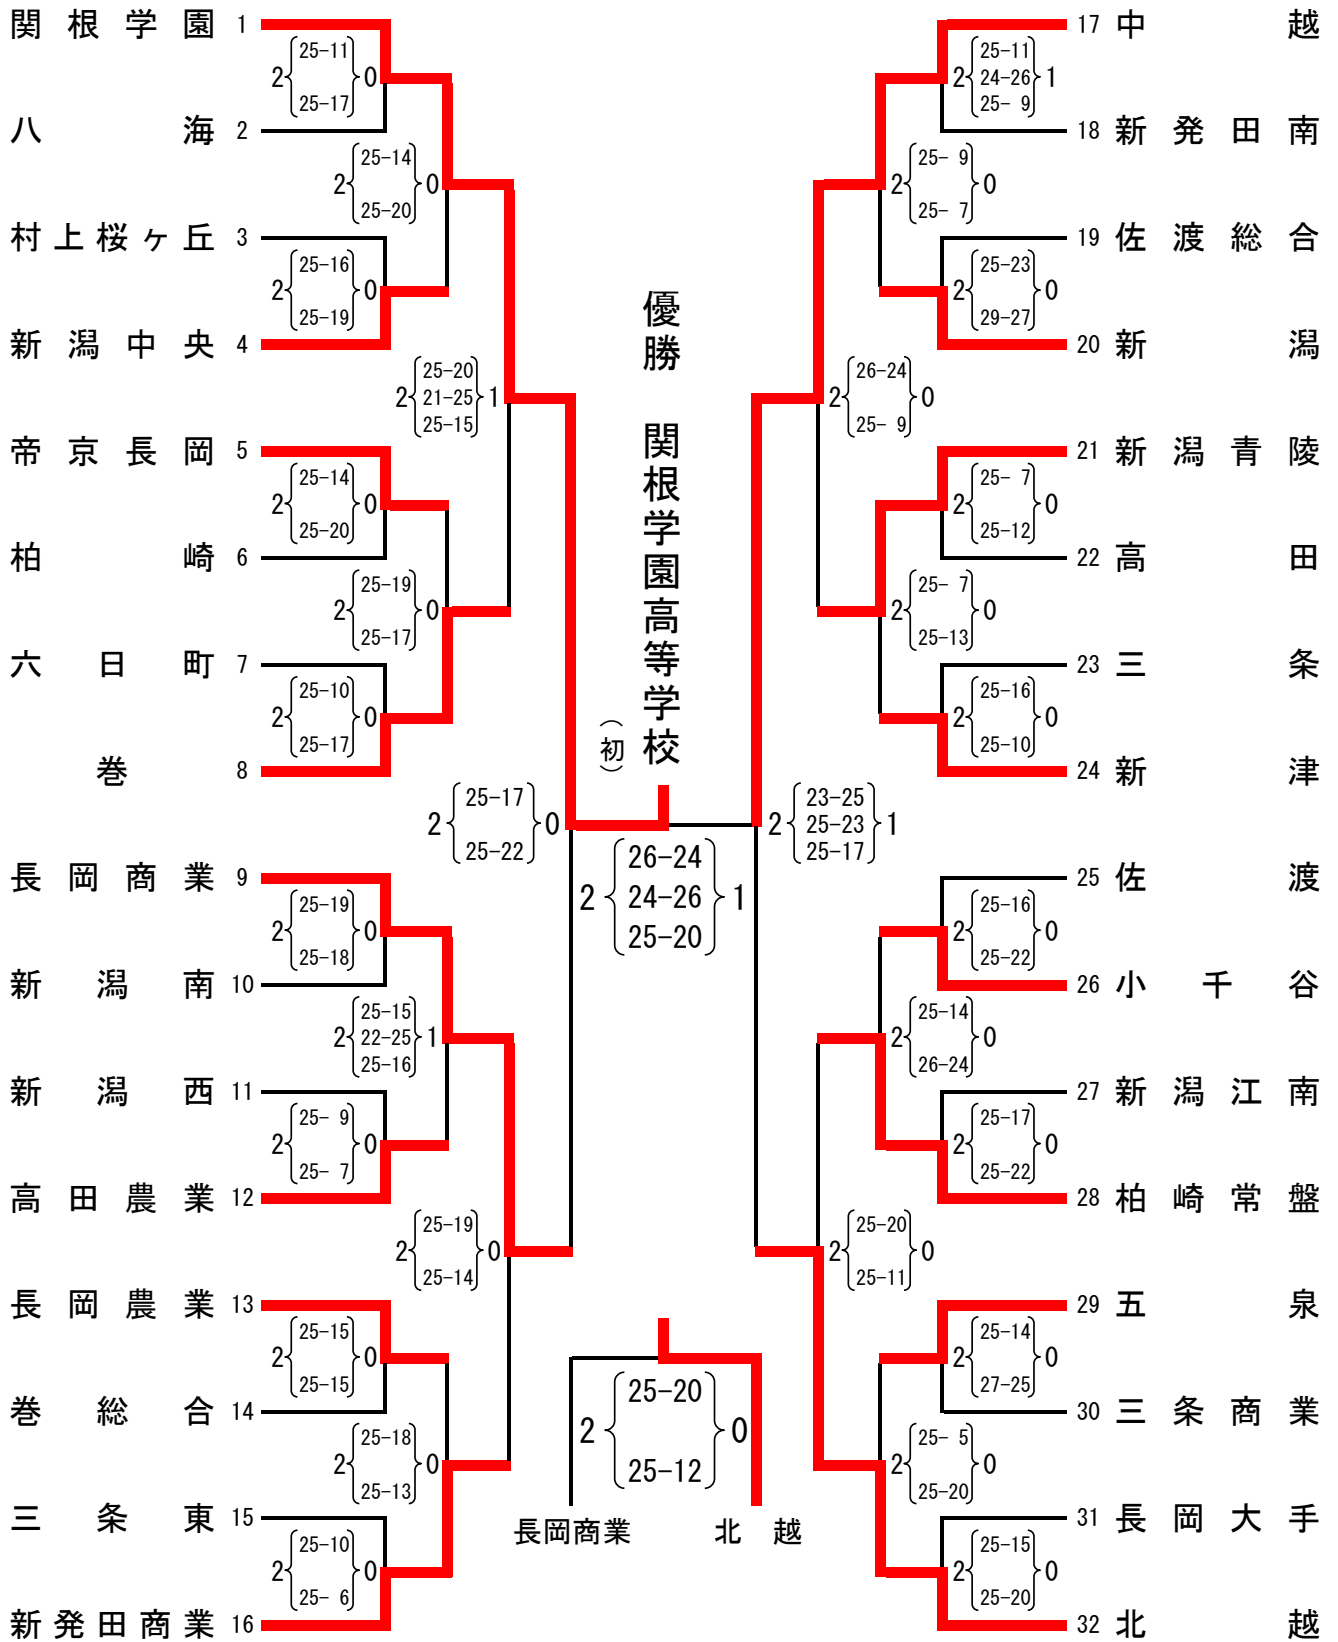 関根学園 1
2 25-11 0
25-17
八海 2
2 25-14 0
25-20
村上桜ヶ丘 3
2 25-16 0
25-19
新潟中央 4
2 25-20 1
21-25
25-15
帝京長岡 5
2 25-14 0
25-20
柏崎 6
2 25-19 0
25-17
六日町 7
2 25-10 0
25-17
巻 8
2 25-17 0
25-22
長岡商業 9
2 25-19 0
25-18
新潟南 10
2 25-15 1
22-25
25-16
新潟西 11
2 25- 9 0
25- 7
高田農業 12
2 25-19 0
25-14
長岡農業 13
2 25-15 0
25-15
巻総合 14
2 25-18 0
25-13
三条東 15
2 25-10 0
25- 6
新発田商業 16
優勝 関根学園高等学校
（初）
2 26-24 1
24-26
25-20
2 25-20 0
25-12
長岡商業 北越
17 中越
2 25-11 1
24-26
25- 9
18 新発田南
2 25- 9 0
25- 7
19 佐渡総合
2 25-23 0
29-27
20 新潟
2 26-24 0
25- 9
21 新潟青陵
2 25- 7 0
25-12
22 高田
2 25- 7 0
25-13
23 三条
2 25-16 0
25-10
24 新津
2 23-25 1
25-23
25-17
25 佐渡
2 25-16 0
25-22
26 小千谷
2 25-14 0
26-24
27 新潟江南
2 25-17 0
25-22
28 柏崎常盤
2 25-20 0
25-11
29 五泉
2 25-14 0
27-25
30 三条商業
2 25- 5 0
25-20
31 長岡大手
2 25-15 0
25-20
32 北越